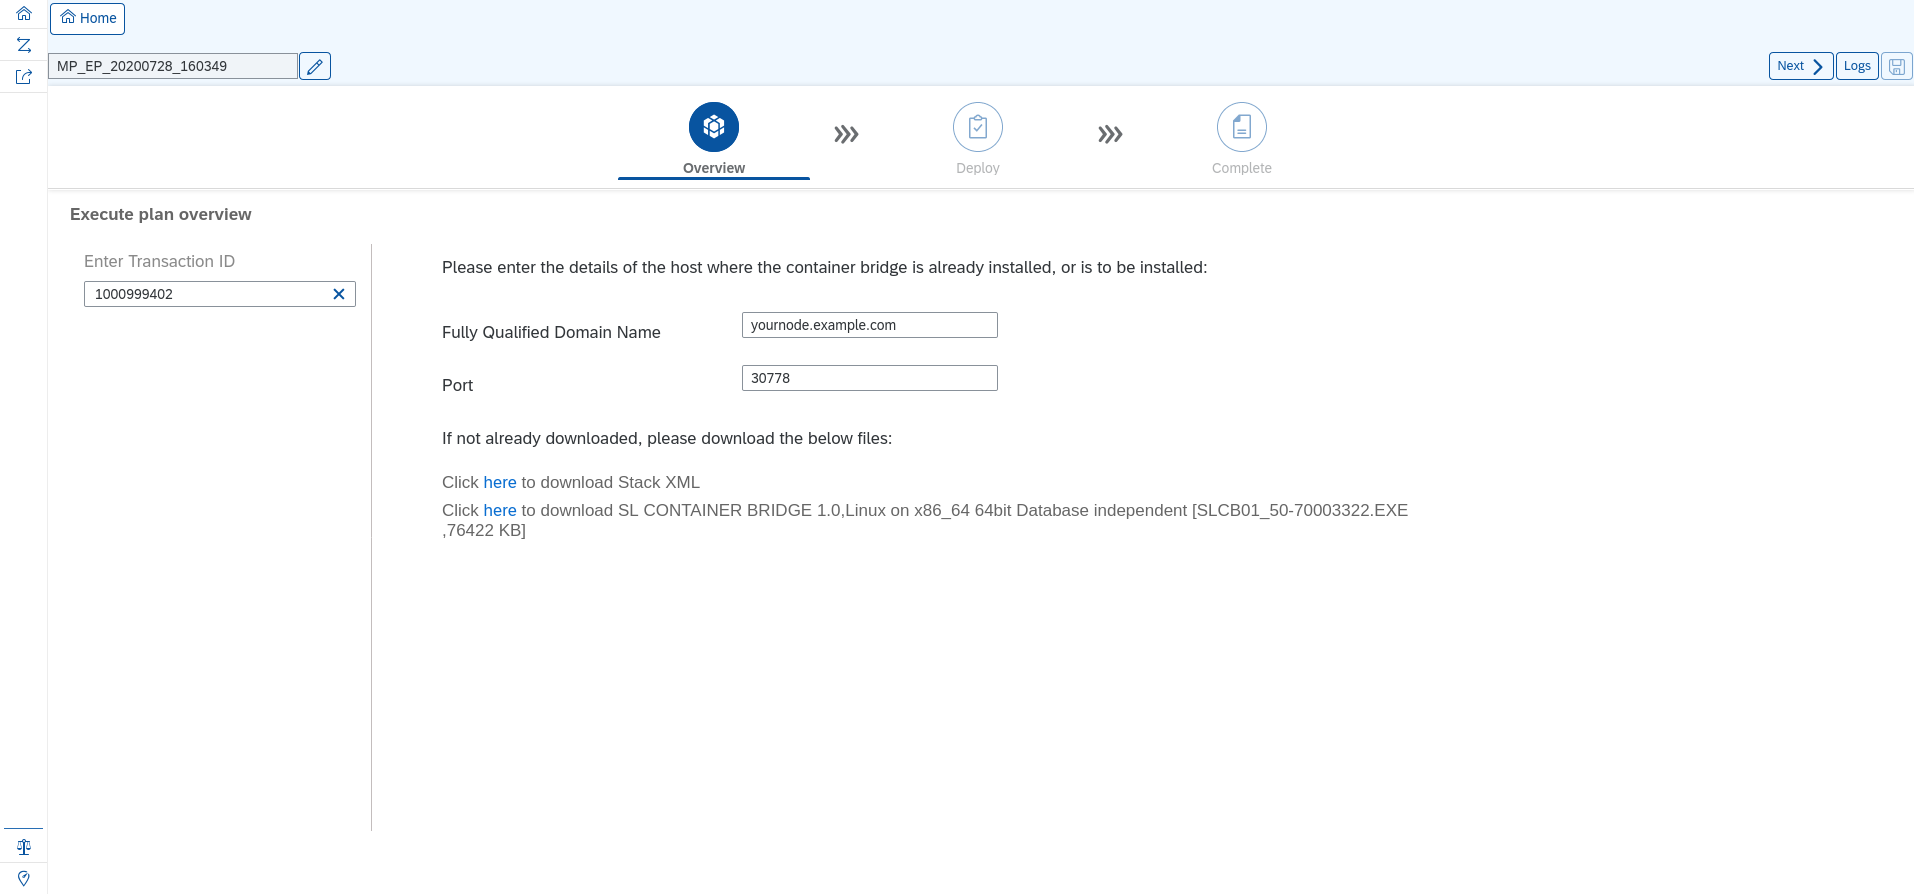 Home
MP_EP_20200728_160349
Next
Logs
Overview
Deploy
Complete
Execute plan overview
Enter Transaction ID
1000999402
Please enter the details of the host where the container bridge is already installed, or is to be installed:
Fully Qualified Domain Name
yournode.example.com
Port
30778
If not already downloaded, please download the below files:
Click here to download Stack XML
Click here to download SL CONTAINER BRIDGE 1.0,Linux on x86_64 64bit Database independent [SLCB01_50-70003322.EXE
,76422 KB]